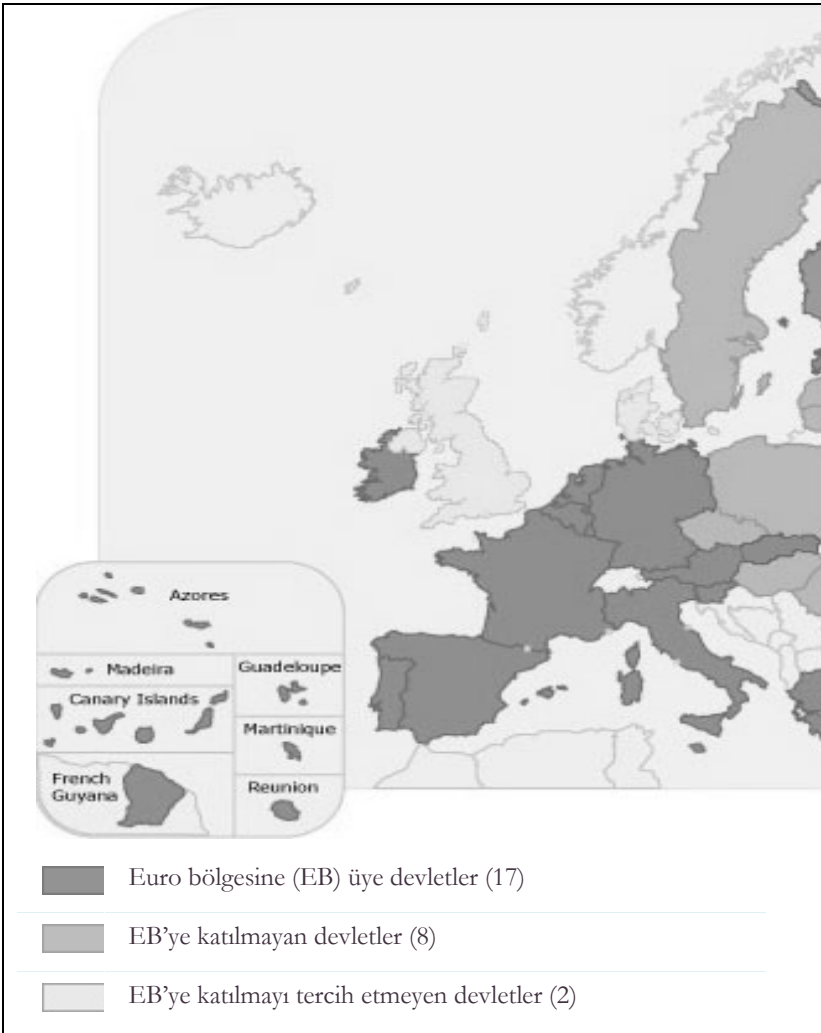 Azores
Madeira
Guadeloupe
Canary Islands
Martinique
French
Guyana
Reunion
Euro bölgesine (EB) üye devletler (17)
EB’ye katılmayan devletler (8)
EB’ye katılmayı tercih etmeyen devletler (2)